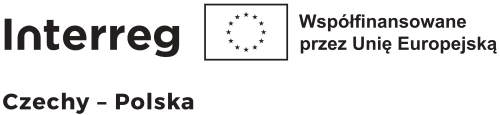 Interreg
Współfinansowane
przez Unię Europejską
Czechy – Polska